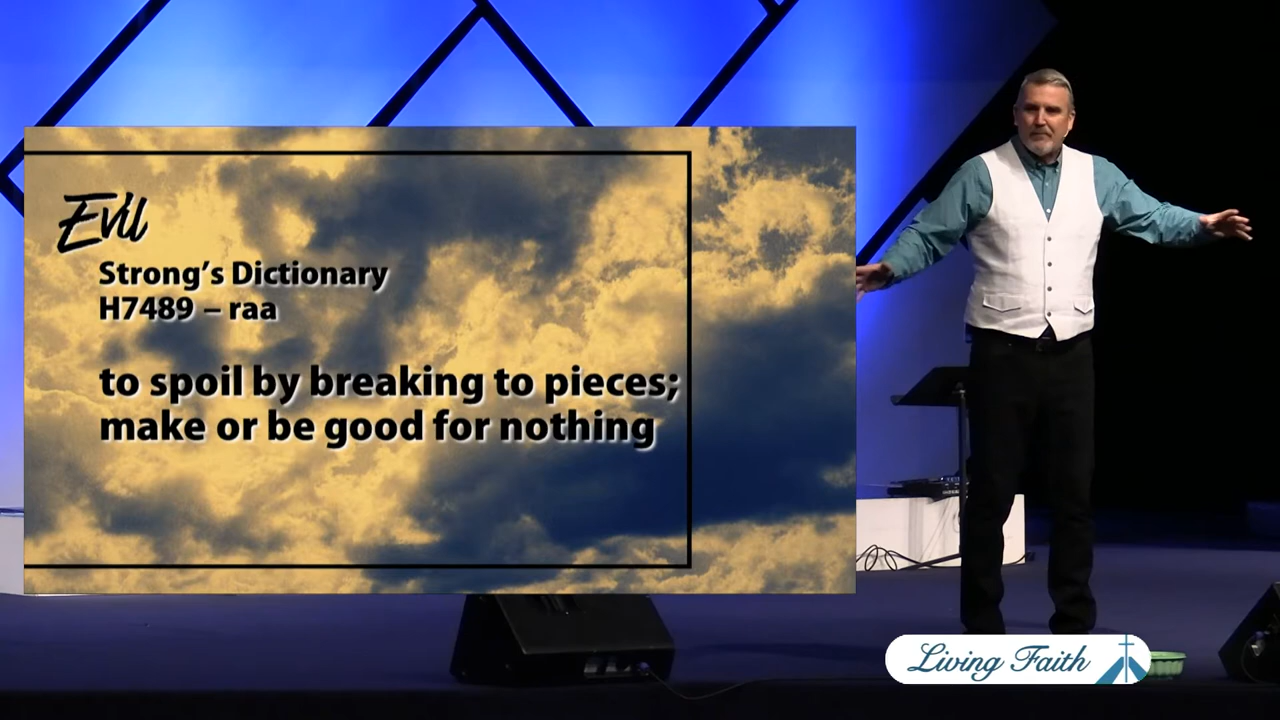 Evil
Strong’s Dictionary
H7489 – raa
to spoil by breaking to pieces;
make or be good for nothing
Living Faith